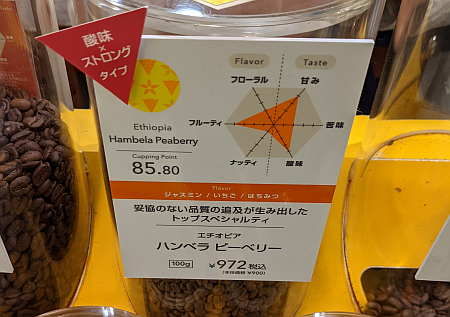 酸味
×
ストロング
タイプ
Ethiopia
Hambela Peaberry
Cupping Point
85.80
Flavor
Taste
フローラル
甘み
フルーティ
苦味
ナッティ
酸味
Flavor
ジャスミン / いちご / はちみつ
妥協のない品質の追及が生み出した
トップスペシャルティ
エチオピア
ハンベラ ピーベリー
100g
¥972税込
[本体価格¥900]